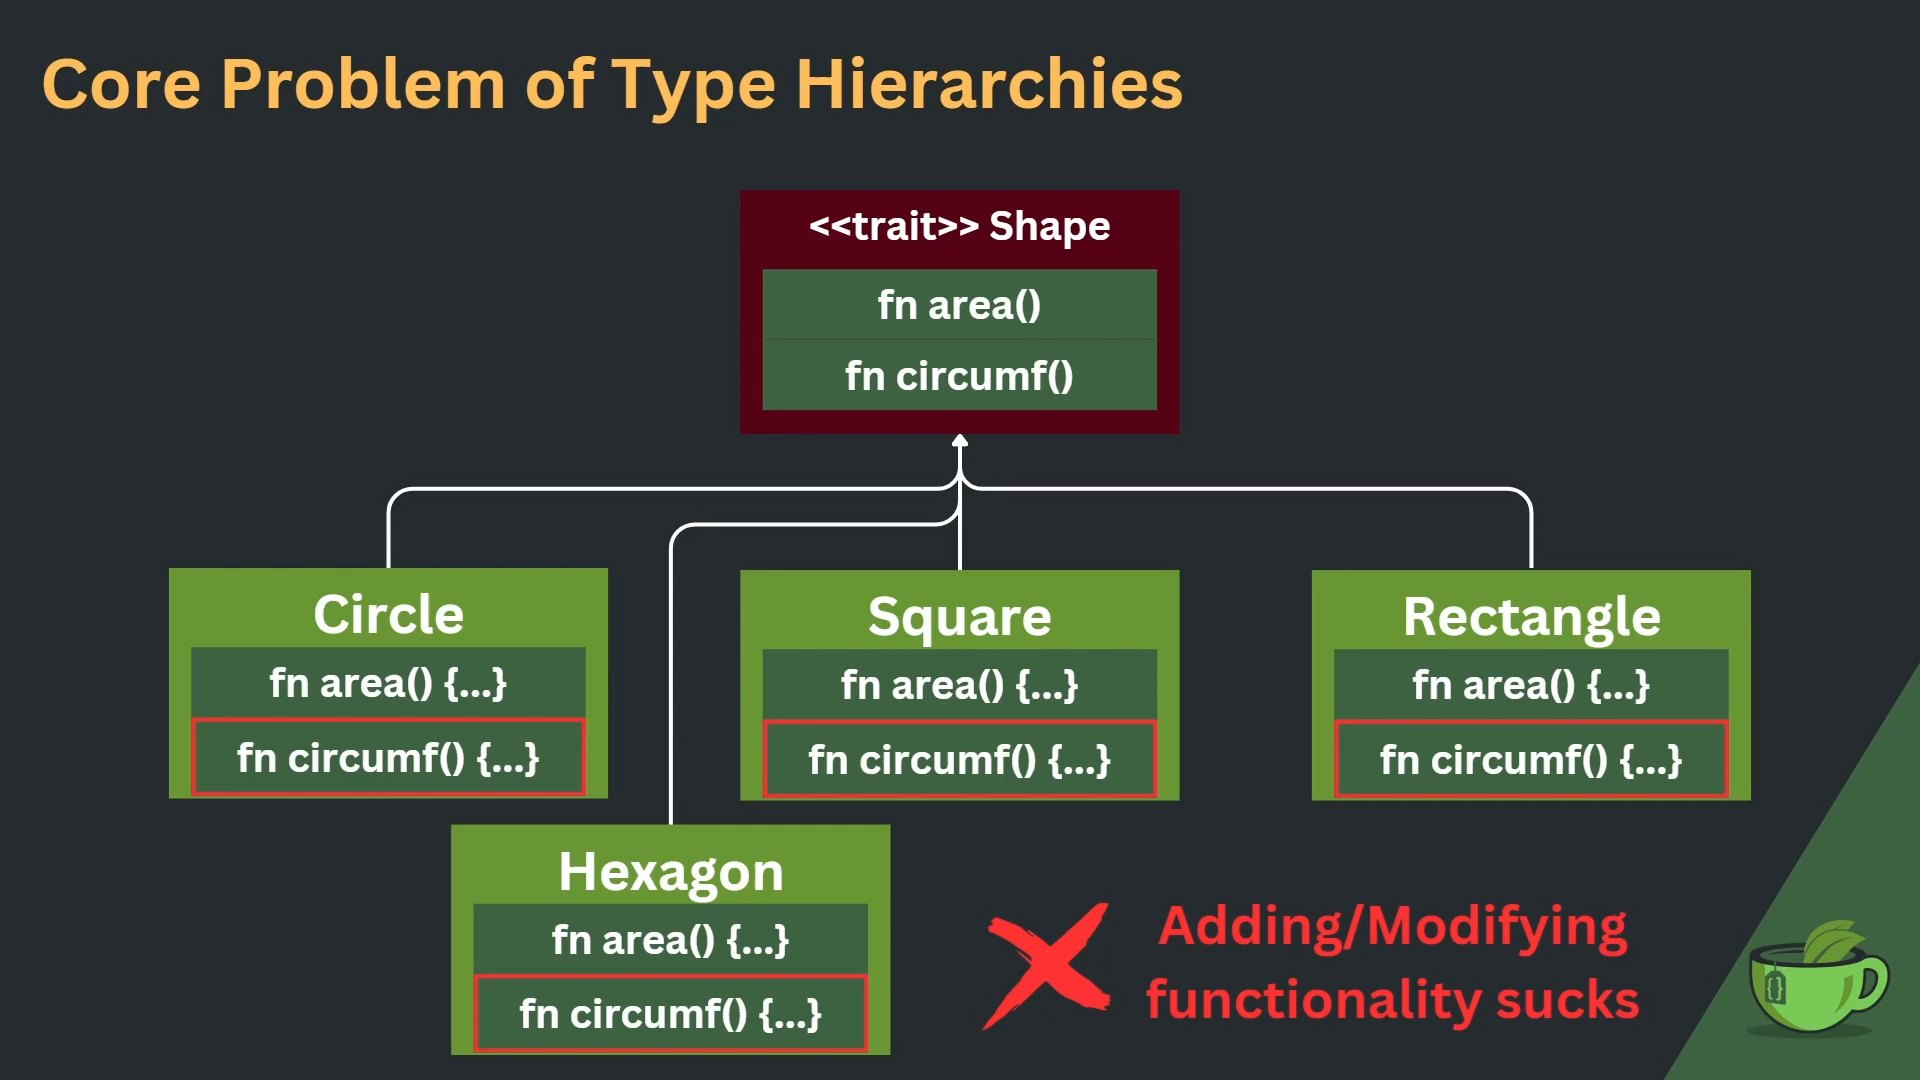 Core Problem of Type Hierarchies
<<trait>> Shape
fn area()
fn circumf()
Circle
fn area() {...}
fn circumf() {...}
Square
fn area() {...}
fn circumf() {...}
Rectangle
fn area() {...}
fn circumf() {...}
Hexagon
fn area() {...}
fn circumf() {...}
Adding/Modifying
functionality sucks
{}